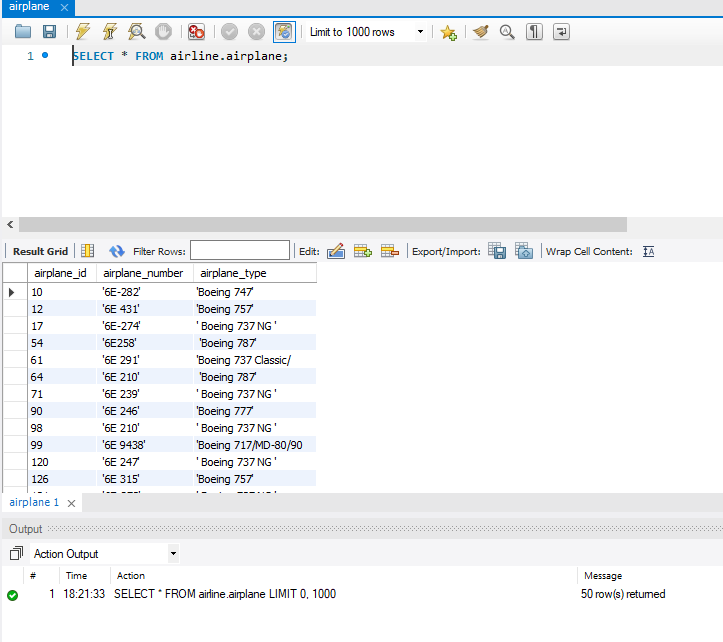 airplane
Limit to 1000 rows
1 SELECT * FROM airline.airplane;
Result Grid Filter Rows: Edit: Export/Import: Wrap Cell Content:
airplane_id airplane_number airplane_type
10 '6E-282' 'Boeing 747'
12 '6E 431' 'Boeing 757'
17 '6E-274' ' Boeing 737 NG '
54 '6E258' 'Boeing 787'
61 '6E 291' 'Boeing 737 Classic/
64 '6E 210' 'Boeing 787'
71 '6E 239' ' Boeing 737 NG '
90 '6E 246' 'Boeing 777'
98 '6E 210' ' Boeing 737 NG '
99 '6E 9438' 'Boeing 717/MD-80/90
120 '6E 247' ' Boeing 737 NG '
126 '6E 315' 'Boeing 757'
airplane 1
Output
Action Output
# Time Action Message
1 18:21:33 SELECT * FROM airline.airplane LIMIT 0, 1000 50 row(s) returned